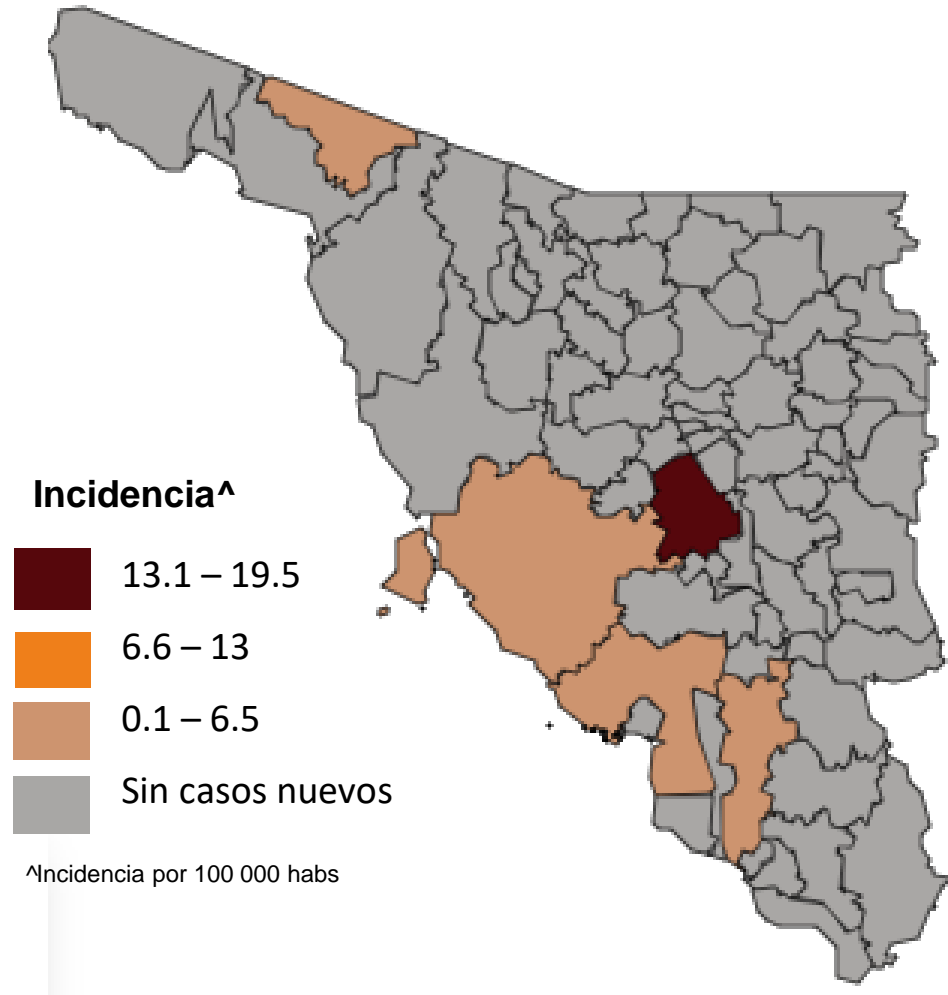 Incidencia^
13.1 – 19.5
6.6 – 13
0.1 – 6.5
Sin casos nuevos
^Incidencia por 100 000 habs